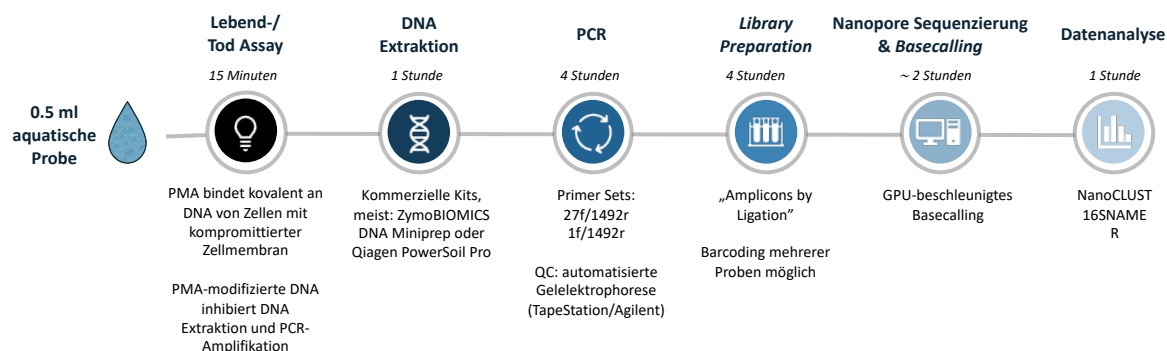 Lebend-/
Tod Assay
15 Minuten
DNA
Extraktion
1 Stunde
PCR
4 Stunden
Library
Preparation
4 Stunden
Nanopore Sequenzierung
& Basecalling
~ 2 Stunden
Datenanalyse
1 Stunde
0.5 ml
aquatische
Probe
PMA bindet kovalent an
DNA von Zellen mit
kompromittierter
Zellmembran
PMA-modifizierte DNA
inhibiert DNA
Extraktion und PCR-
Amplifikation
Kommerzielle Kits,
meist: ZymoBIOMICS
DNA Miniprep oder
Qiagen PowerSoil Pro
Primer Sets:
27f/1492r
1f/1492r
QC: automatisierte
Gelelektrophorese
(TapeStation/Agilent)
„Amplicons by
Ligation”
Barcoding mehrerer
Proben möglich
GPU-beschleunigtes
Basecalling
NanoCLUST
16SNAME
R